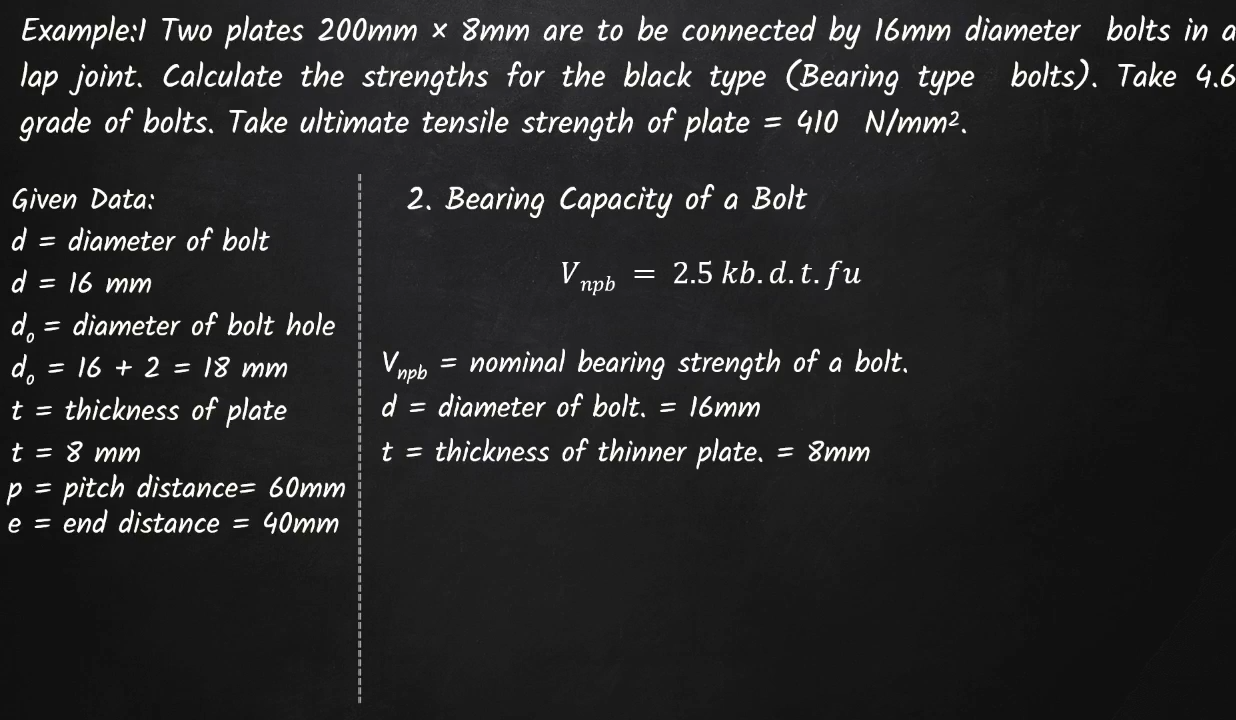 Example:1 Two plates 200mm × 8mm are to be connected by 16mm diameter bolts in a
lap joint. Calculate the strengths for the black type (Bearing type bolts). Take 4.6
grade of bolts. Take ultimate tensile strength of plate = 410 N/mm².
Given Data:
d = diameter of bolt
d = 16 mm
dₒ = diameter of bolt hole
dₒ = 16 + 2 = 18 mm
t = thickness of plate
t = 8 mm
p = pitch distance= 60mm
e = end distance = 40mm
2. Bearing Capacity of a Bolt
V_npb = 2.5 kb.d.t.fu
V_npb = nominal bearing strength of a bolt.
d = diameter of bolt. = 16mm
t = thickness of thinner plate. = 8mm